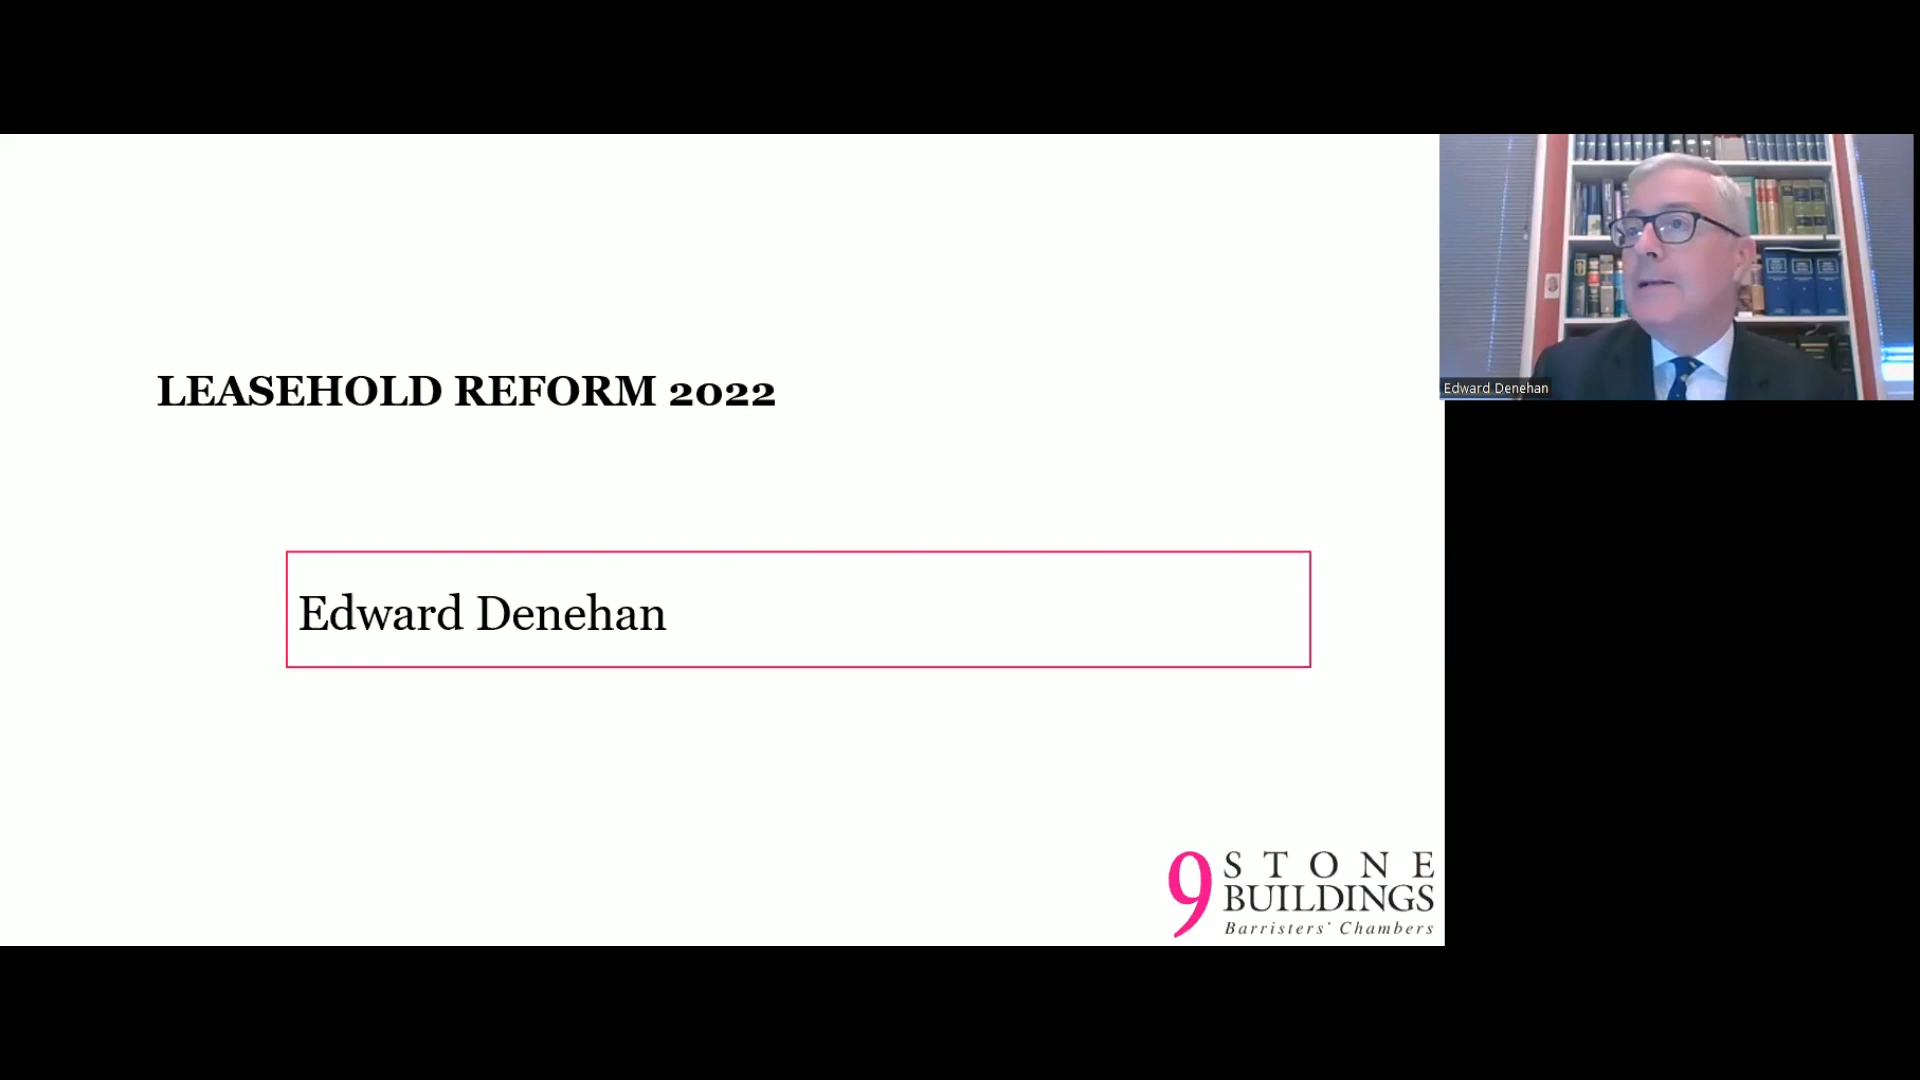 LEASEHOLD REFORM 2022
Edward Denehan
Edward Denehan
9 STONE
BUILDINGS
Barristers' Chambers